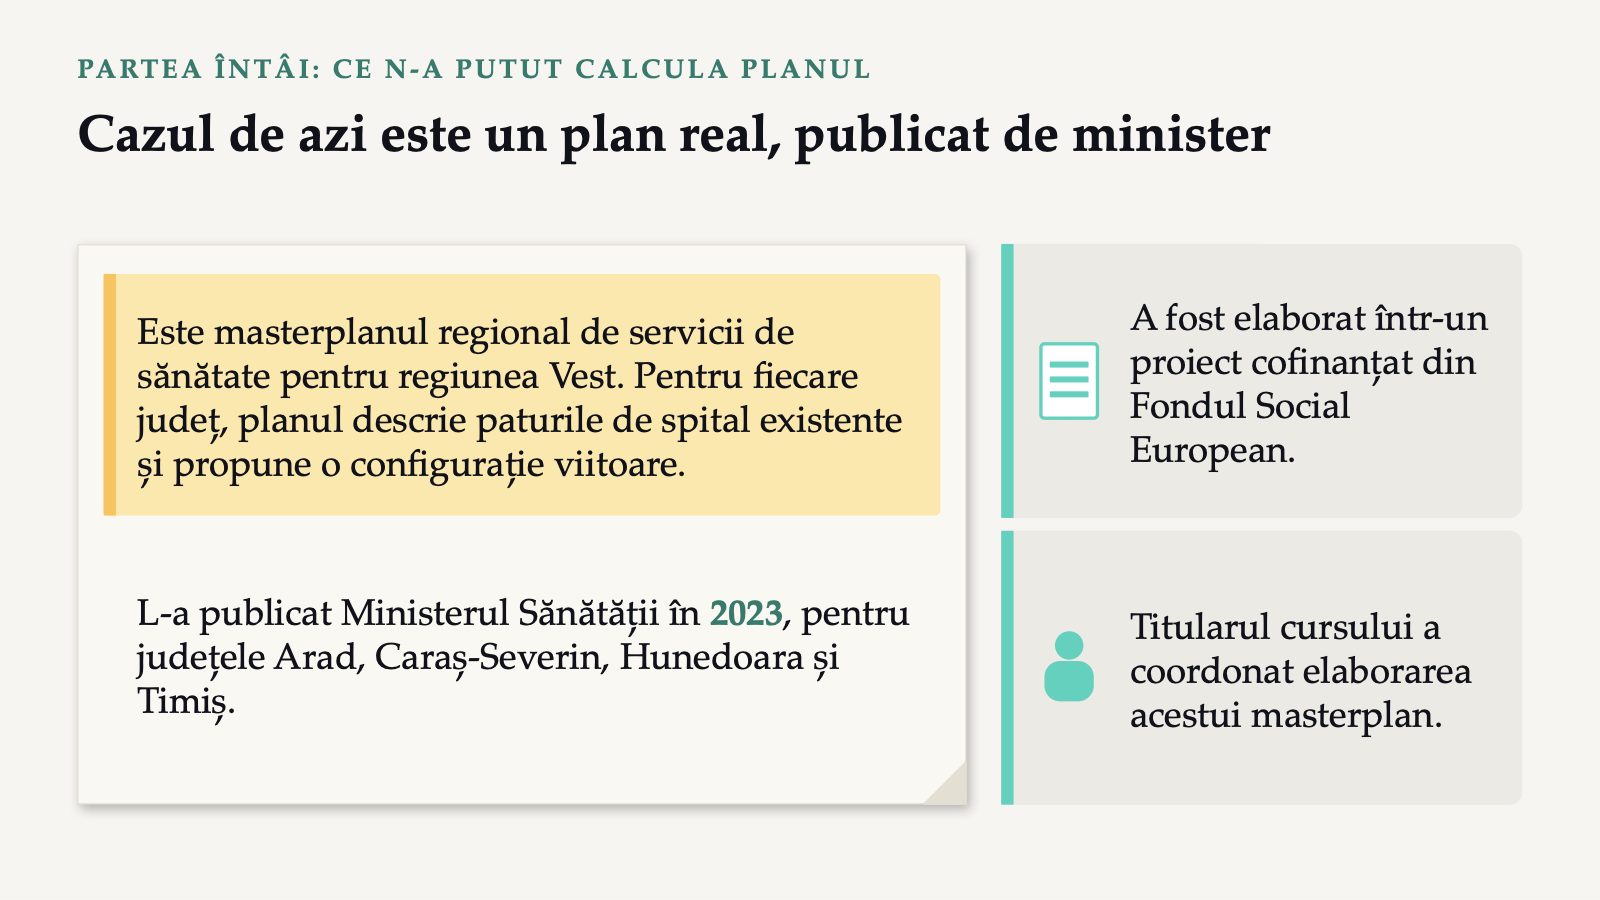 PARTEA ÎNTÂI: CE N-A PUTUT CALCULA PLANUL
Cazul de azi este un plan real, publicat de minister
Este masterplanul regional de servicii de
sănătate pentru regiunea Vest. Pentru fiecare
județ, planul descrie paturile de spital existente
și propune o configurație viitoare.
L-a publicat Ministerul Sănătății în 2023, pentru
județele Arad, Caraș-Severin, Hunedoara și
Timiș.
A fost elaborat într-un
proiect cofinanțat din
Fondul Social
European.
Titularul cursului a
coordonat elaborarea
acestui masterplan.